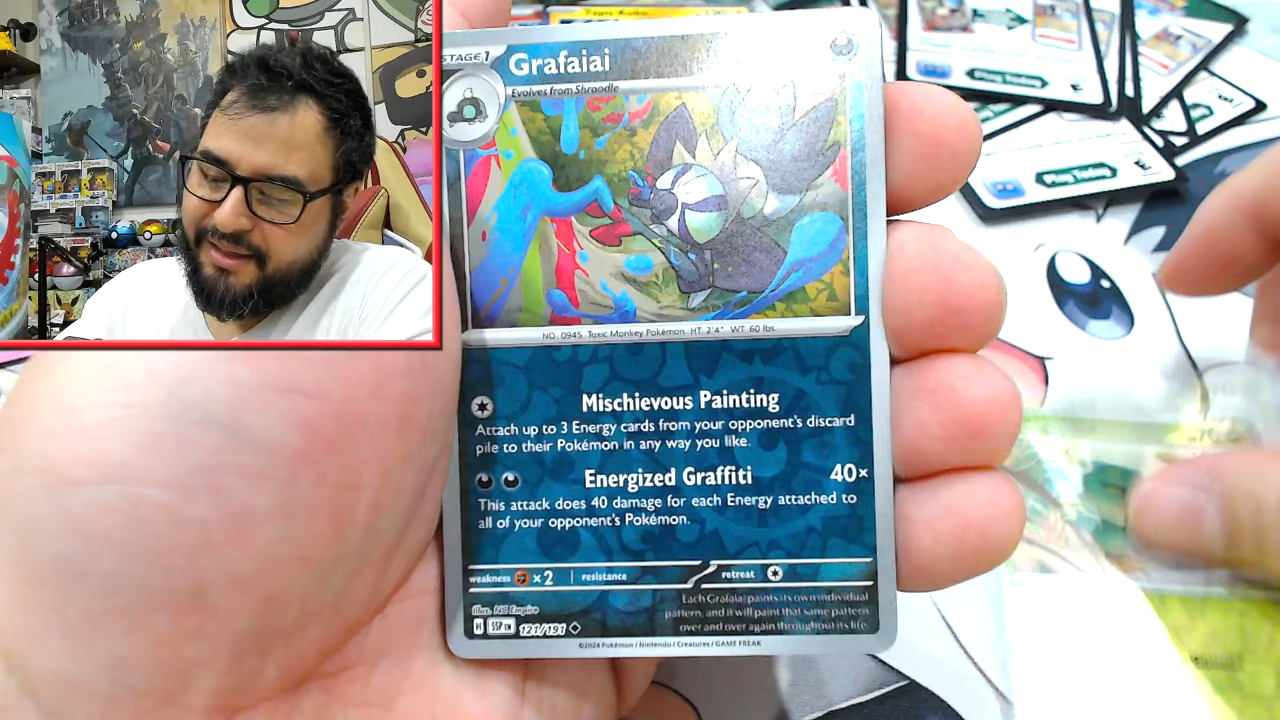 STAGE 1 Grafaiai
Evolves from Shroodle
NO. 0945 Toxic Monkey Pokémon HT: 2'4" WT: 60 lbs.
Mischievous Painting
Attach up to 3 Energy cards from your opponent's discard
pile to their Pokémon in any way you like.
Energized Graffiti 40×
This attack does 40 damage for each Energy attached to
all of your opponent's Pokémon.
weakness ×2 resistance retreat
Each Grafaiai paints its own individual
pattern, and it will paint that same pattern
over and over again throughout its life.
Illus. NC Empire
H SSP EN 121/191
©2024 Pokémon / Nintendo / Creatures / GAME FREAK
Play Today
Play Today